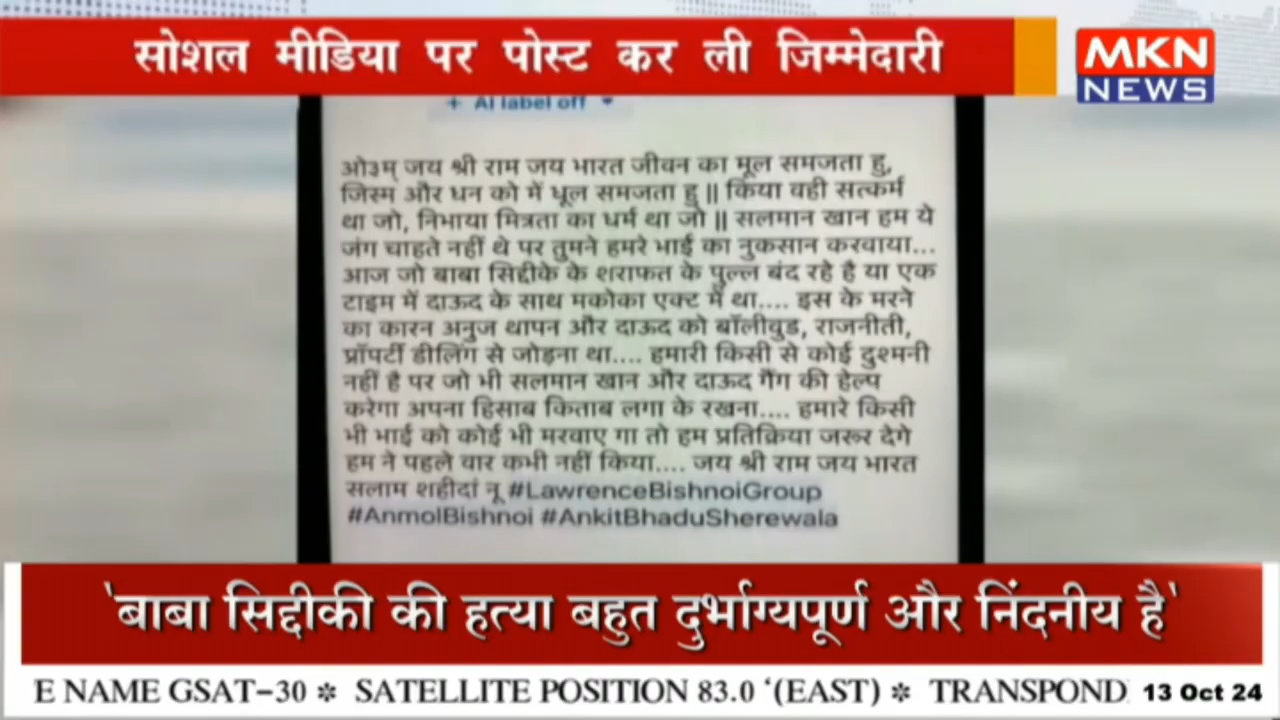 सोशल मीडिया पर पोस्ट कर ली जिम्मेदारी
MKN
NEWS
+ AI label off
ओ३म् जय श्री राम जय भारत जीवन का मूल समजता हु,
जिस्म और धन को में धूल समजता हु || किया वही सत्कर्म
था जो, निभाया मित्रता का धर्म था जो || सलमान खान हम ये
जंग चाहते नहीं थे पर तुमने हमरे भाई का नुकसान करवाया...
आज जो बाबा सिद्दीके के शराफत के पुल्ल बंद रहे है या एक
टाइम में दाऊद के साथ मकोका एक्ट में था.... इस के मरने
का कारन अनुज थापन और दाऊद को बॉलीवुड, राजनीती,
प्रॉपर्टी डीलिंग से जोड़ना था.... हमारी किसी से कोई दुश्मनी
नहीं है पर जो भी सलमान खान और दाऊद गैंग की हेल्प
करेगा अपना हिसाब किताब लगा के रखना.... हमारे किसी
भी भाई को कोई भी मरवाए गा तो हम प्रतिक्रिया जरूर देगे
हम ने पहले वार कभी नहीं किया.... जय श्री राम जय भारत
सलाम शहीदां नू #LawrenceBishnoiGroup
#AnmolBishnoi #AnkitBhaduSherewala
'बाबा सिद्दीकी की हत्या बहुत दुर्भाग्यपूर्ण और निंदनीय है'
E NAME GSAT-30 ✻ SATELLITE POSITION 83.0 ‘(EAST) ✻ TRANSPOND
13 Oct 24